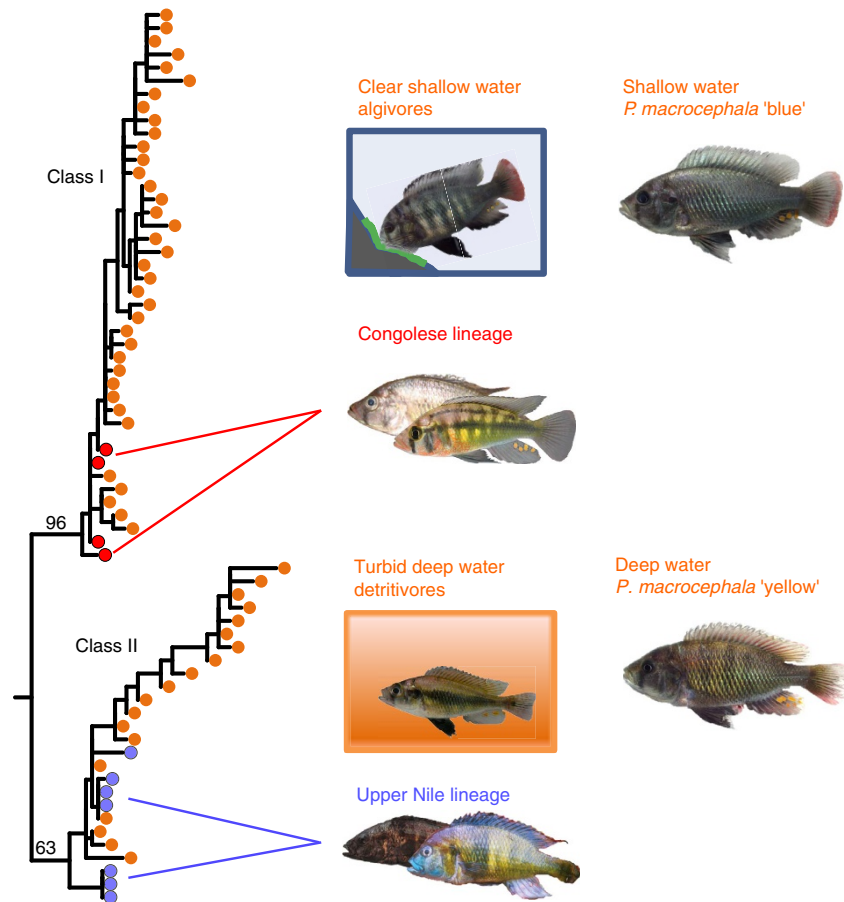 Clear shallow water
algivores
Shallow water
P. macrocephala 'blue'
Class I
Congolese lineage
96
Turbid deep water
detritivores
Deep water
P. macrocephala 'yellow'
Class II
Upper Nile lineage
63